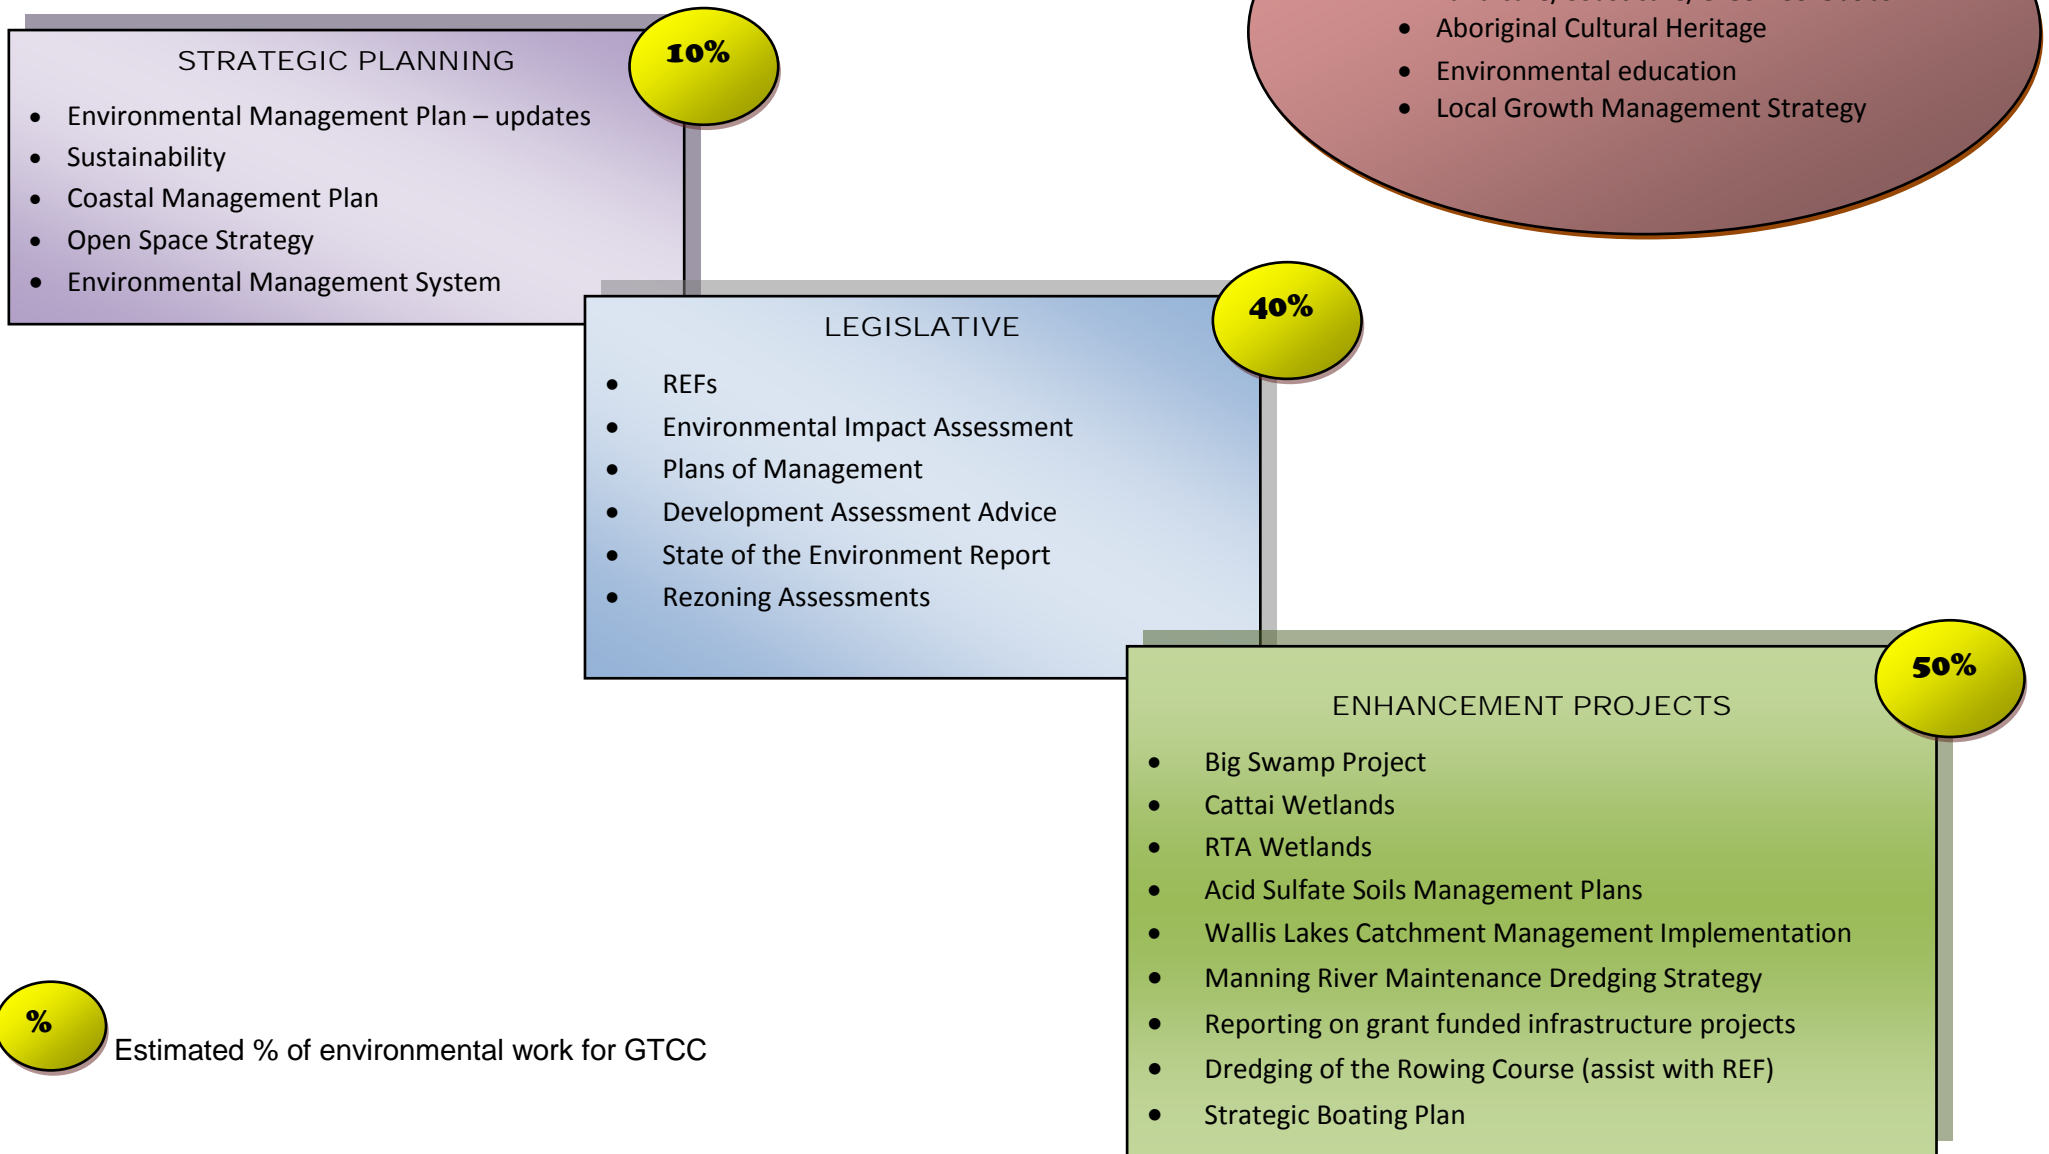 10%
STRATEGIC PLANNING
• Environmental Management Plan – updates
• Sustainability
• Coastal Management Plan
• Open Space Strategy
• Environmental Management System
• Aboriginal Cultural Heritage
• Environmental education
• Local Growth Management Strategy
40%
LEGISLATIVE
• REFs
• Environmental Impact Assessment
• Plans of Management
• Development Assessment Advice
• State of the Environment Report
• Rezoning Assessments
50%
ENHANCEMENT PROJECTS
• Big Swamp Project
• Cattai Wetlands
• RTA Wetlands
• Acid Sulfate Soils Management Plans
• Wallis Lakes Catchment Management Implementation
• Manning River Maintenance Dredging Strategy
• Reporting on grant funded infrastructure projects
• Dredging of the Rowing Course (assist with REF)
• Strategic Boating Plan
%
Estimated % of environmental work for GTCC